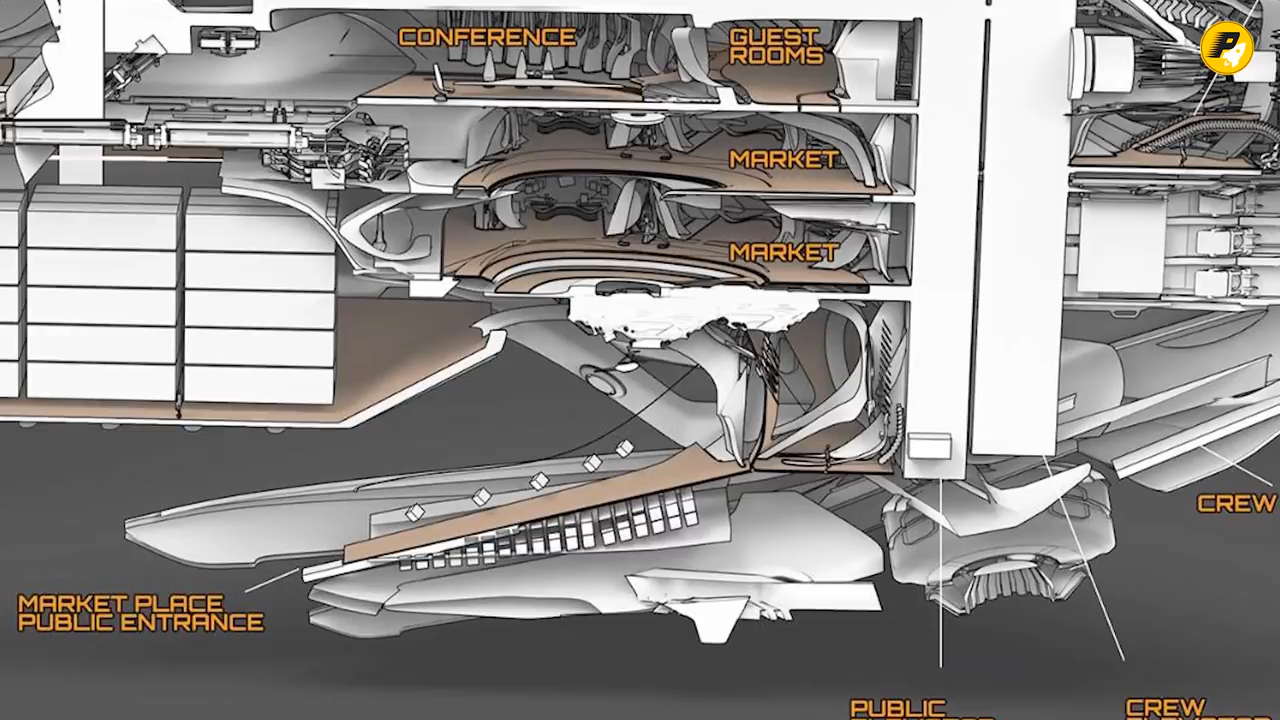 CONFERENCE
GUEST
ROOMS
MARKET
MARKET
CREW
MARKET PLACE
PUBLIC ENTRANCE
PUBLIC
CREW